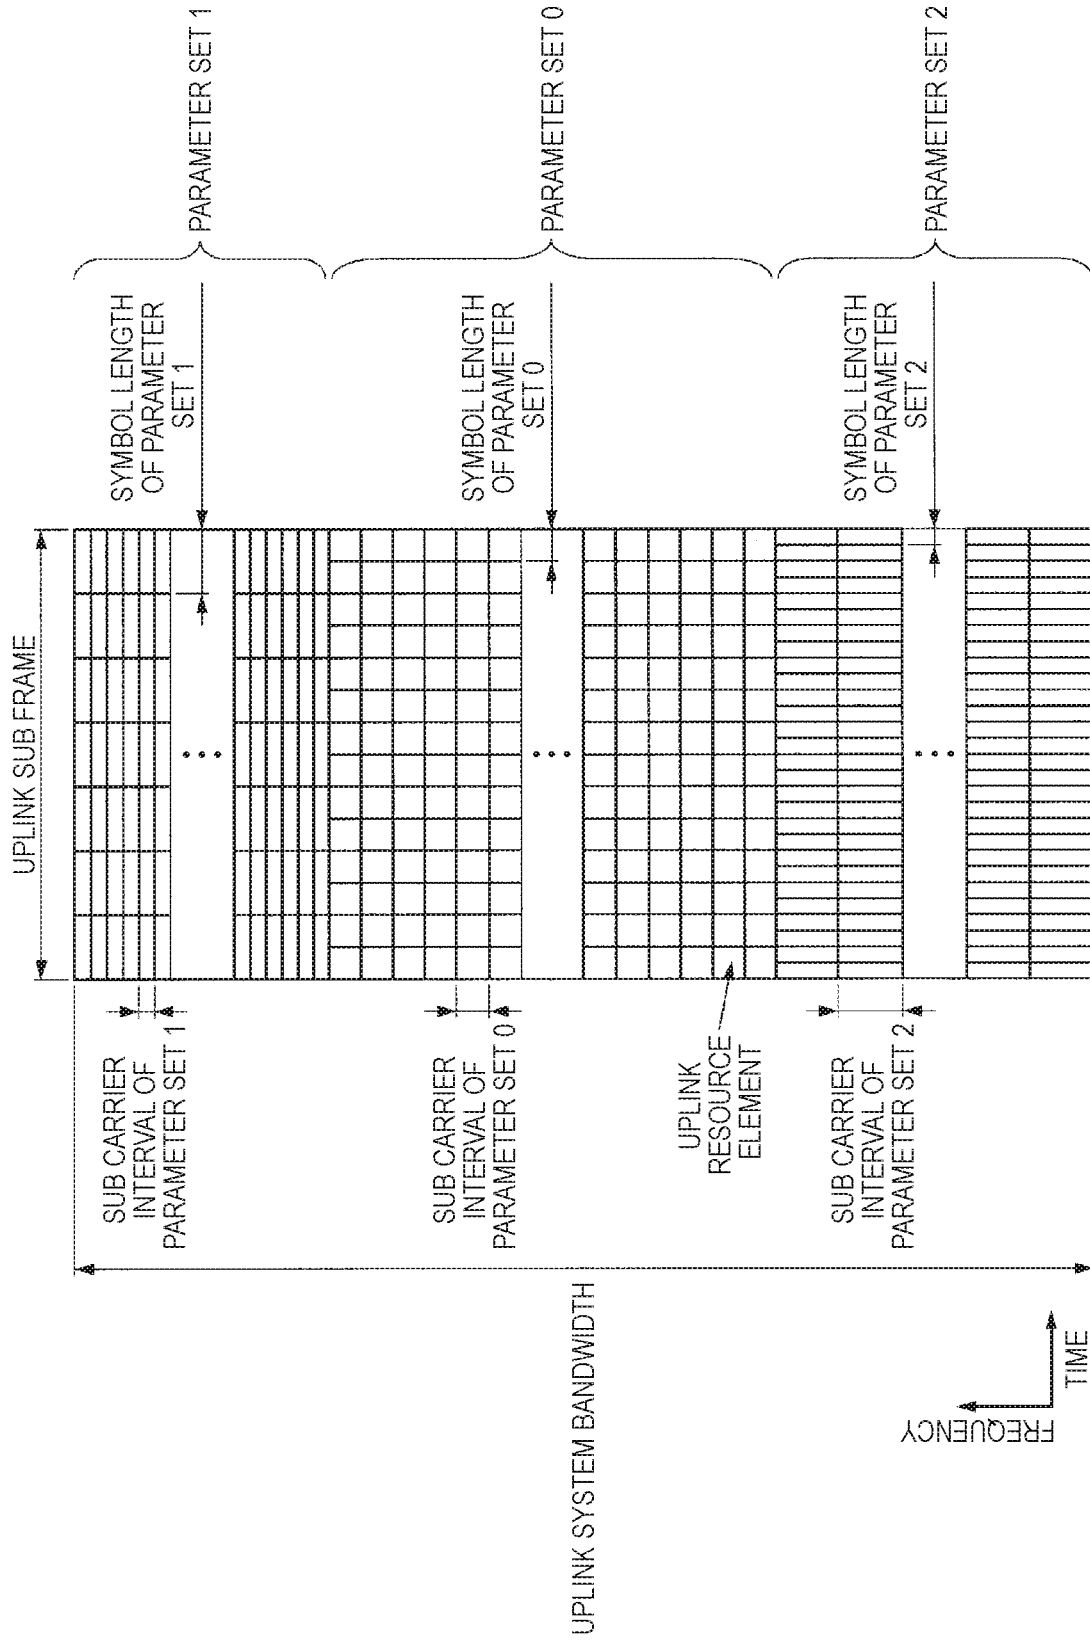 UPLINK SUB FRAME
SUB CARRIER
INTERVAL OF
PARAMETER SET 1
SYMBOL LENGTH
OF PARAMETER
SET 1
PARAMETER SET 1
SUB CARRIER
INTERVAL OF
PARAMETER SET 0
SYMBOL LENGTH
OF PARAMETER
SET 0
PARAMETER SET 0
UPLINK
RESOURCE
ELEMENT
SUB CARRIER
INTERVAL OF
PARAMETER SET 2
SYMBOL LENGTH
OF PARAMETER
SET 2
PARAMETER SET 2
UPLINK SYSTEM BANDWIDTH
FREQUENCY
TIME